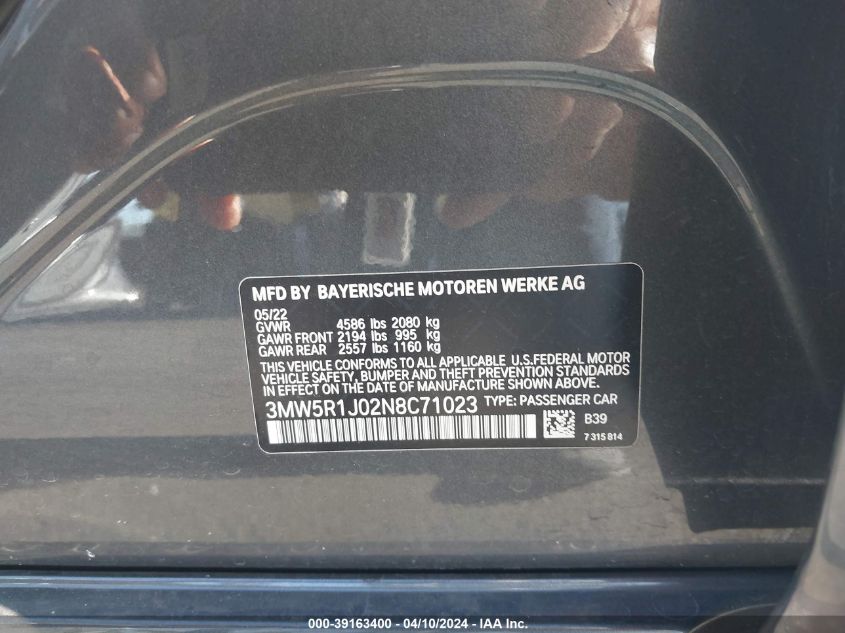 MFD BY BAYERISCHE MOTOREN WERKE AG
05/22
GVWR 4586 lbs 2080 kg
GAWR FRONT 2194 lbs 995 kg
GAWR REAR 2557 lbs 1160 kg
THIS VEHICLE CONFORMS TO ALL APPLICABLE U.S.FEDERAL MOTOR
VEHICLE SAFETY, BUMPER AND THEFT PREVENTION STANDARDS
IN EFFECT ON THE DATE OF MANUFACTURE SHOWN ABOVE.
3MW5R1J02N8C71023 TYPE: PASSENGER CAR
B39
7 315 814
000-39163400 - 04/10/2024 - IAA Inc.